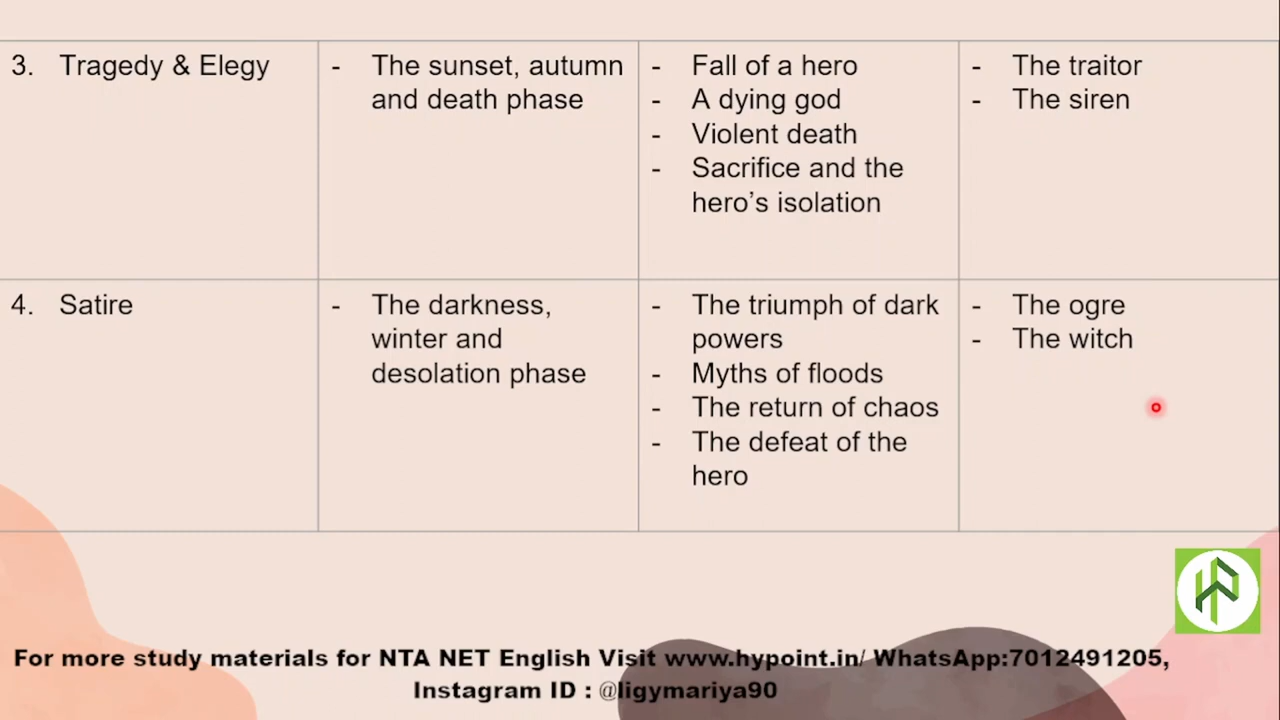 3. Tragedy & Elegy
- The sunset, autumn
and death phase
- Fall of a hero
- A dying god
- Violent death
- Sacrifice and the
hero’s isolation
- The traitor
- The siren
4. Satire
- The darkness,
winter and
desolation phase
- The triumph of dark
powers
- Myths of floods
- The return of chaos
- The defeat of the
hero
- The ogre
- The witch
For more study materials for NTA NET English Visit www.hypoint.in/ WhatsApp:7012491205,
Instagram ID : @ligymariya90